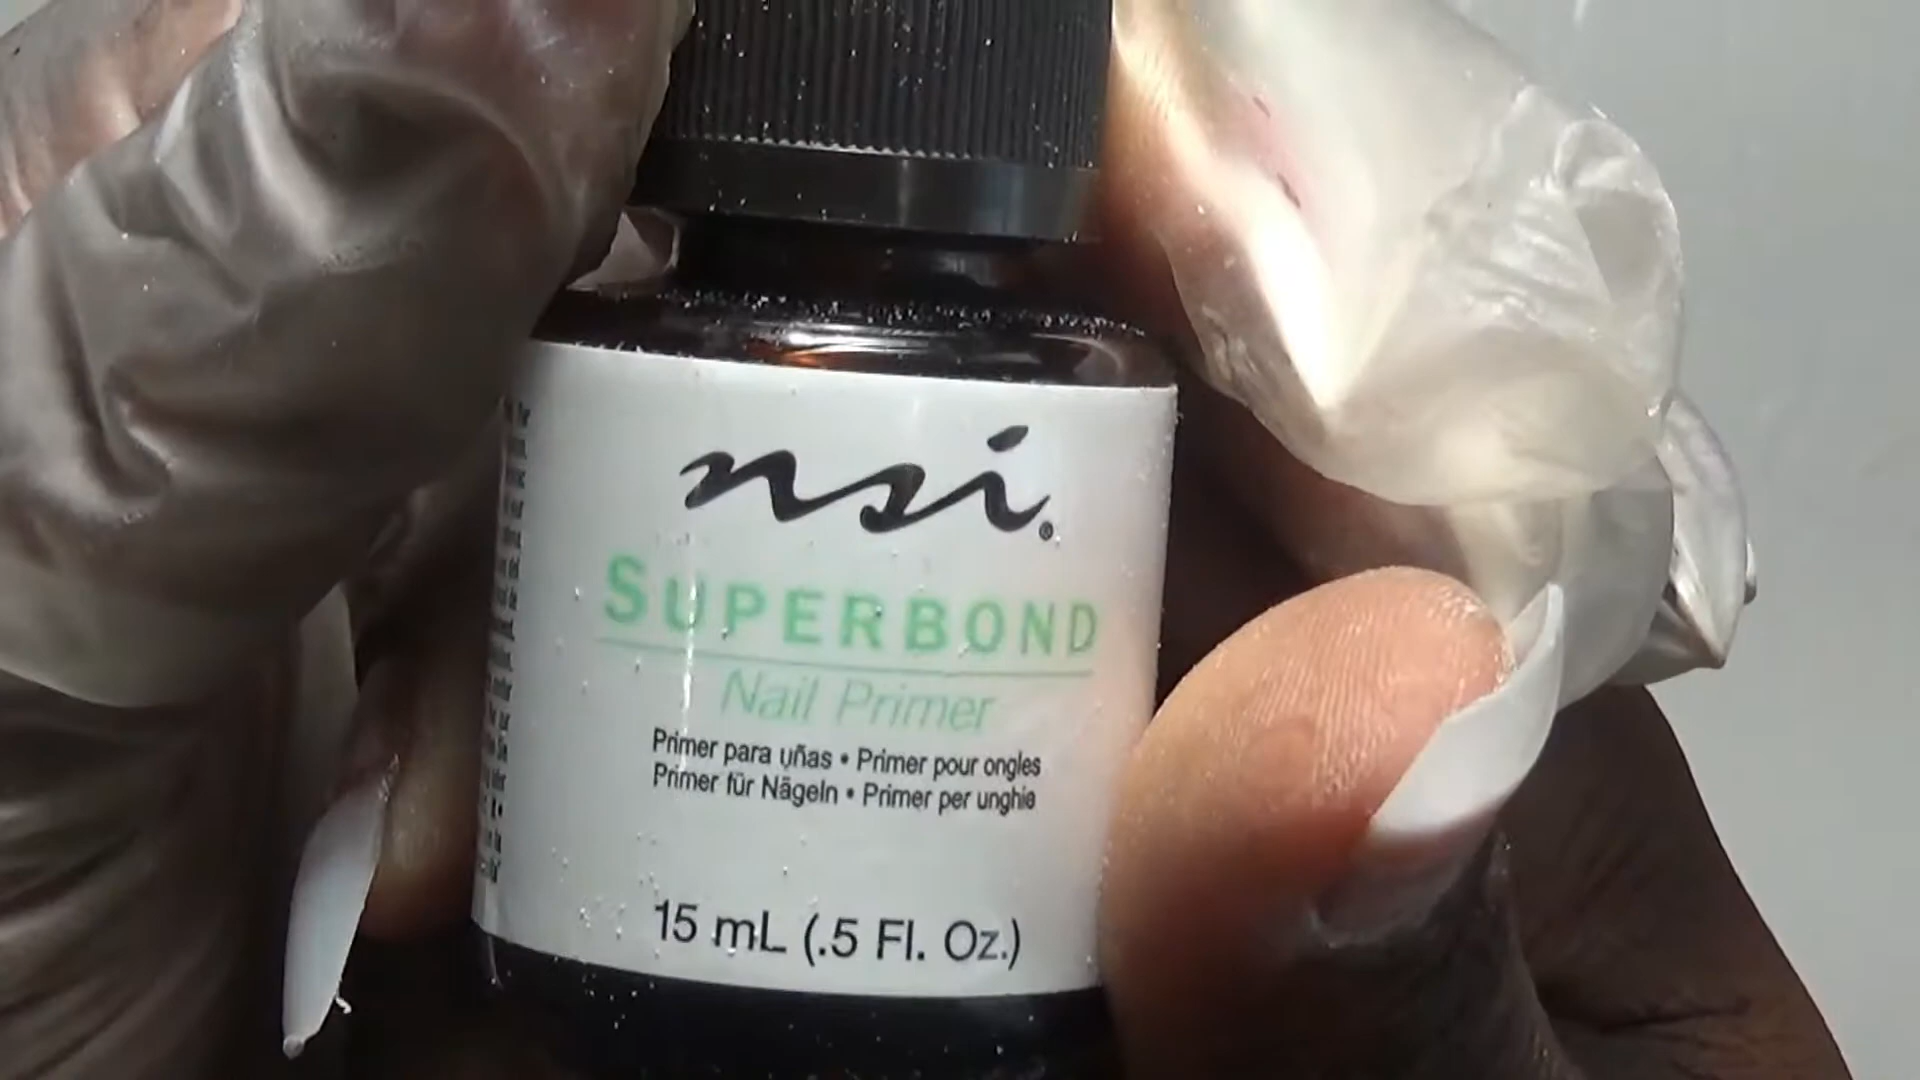 nsi®
SUPERBOND
Nail Primer
Primer para uñas • Primer pour ongles
Primer für Nägeln • Primer per unghie
15 mL (.5 Fl. Oz.)